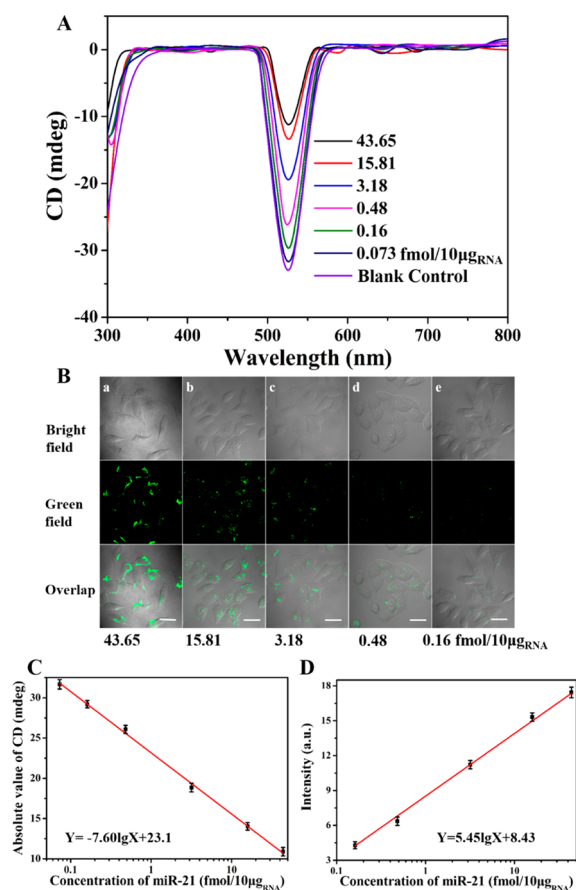 A
CD (mdeg)
0
-10
-20
-30
-40
43.65
15.81
3.18
0.48
0.16
0.073 fmol/10μgRNA
Blank Control
300 400 500 600 700 800
Wavelength (nm)
B
a b c d e
Bright field
Green field
Overlap
43.65 15.81 3.18 0.48 0.16 fmol/10μgRNA
C
Absolute value of CD (mdeg)
30
25
20
15
10
Y= -7.60lgX+23.1
0.1 1 10
Concentration of miR-21 (fmol/10μgRNA)
D
Intensity (a.u.)
18
15
12
9
6
3
Y=5.45lgX+8.43
0.1 1 10
Concentration of miR-21 (fmol/10μgRNA)